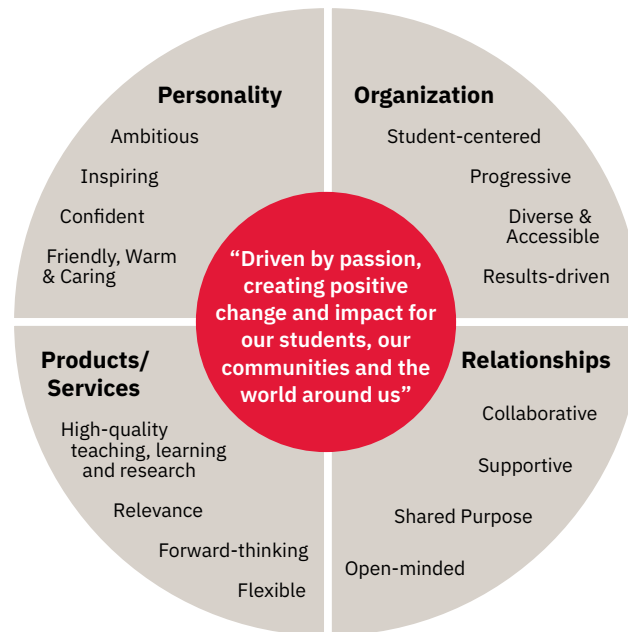 Personality
Ambitious
Inspiring
Confident
Friendly, Warm
& Caring
Organization
Student-centered
Progressive
Diverse &
Accessible
Results-driven
“Driven by passion,
creating positive
change and impact for
our students, our
communities and the
world around us”
Products/
Services
High-quality
teaching, learning
and research
Relevance
Forward-thinking
Flexible
Relationships
Collaborative
Supportive
Shared Purpose
Open-minded